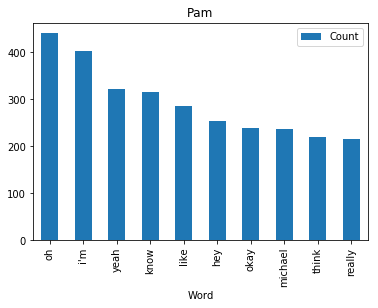 Pam
Count
400
300
200
100
0
oh
i'm
yeah
know
like
hey
okay
michael
think
really
Word